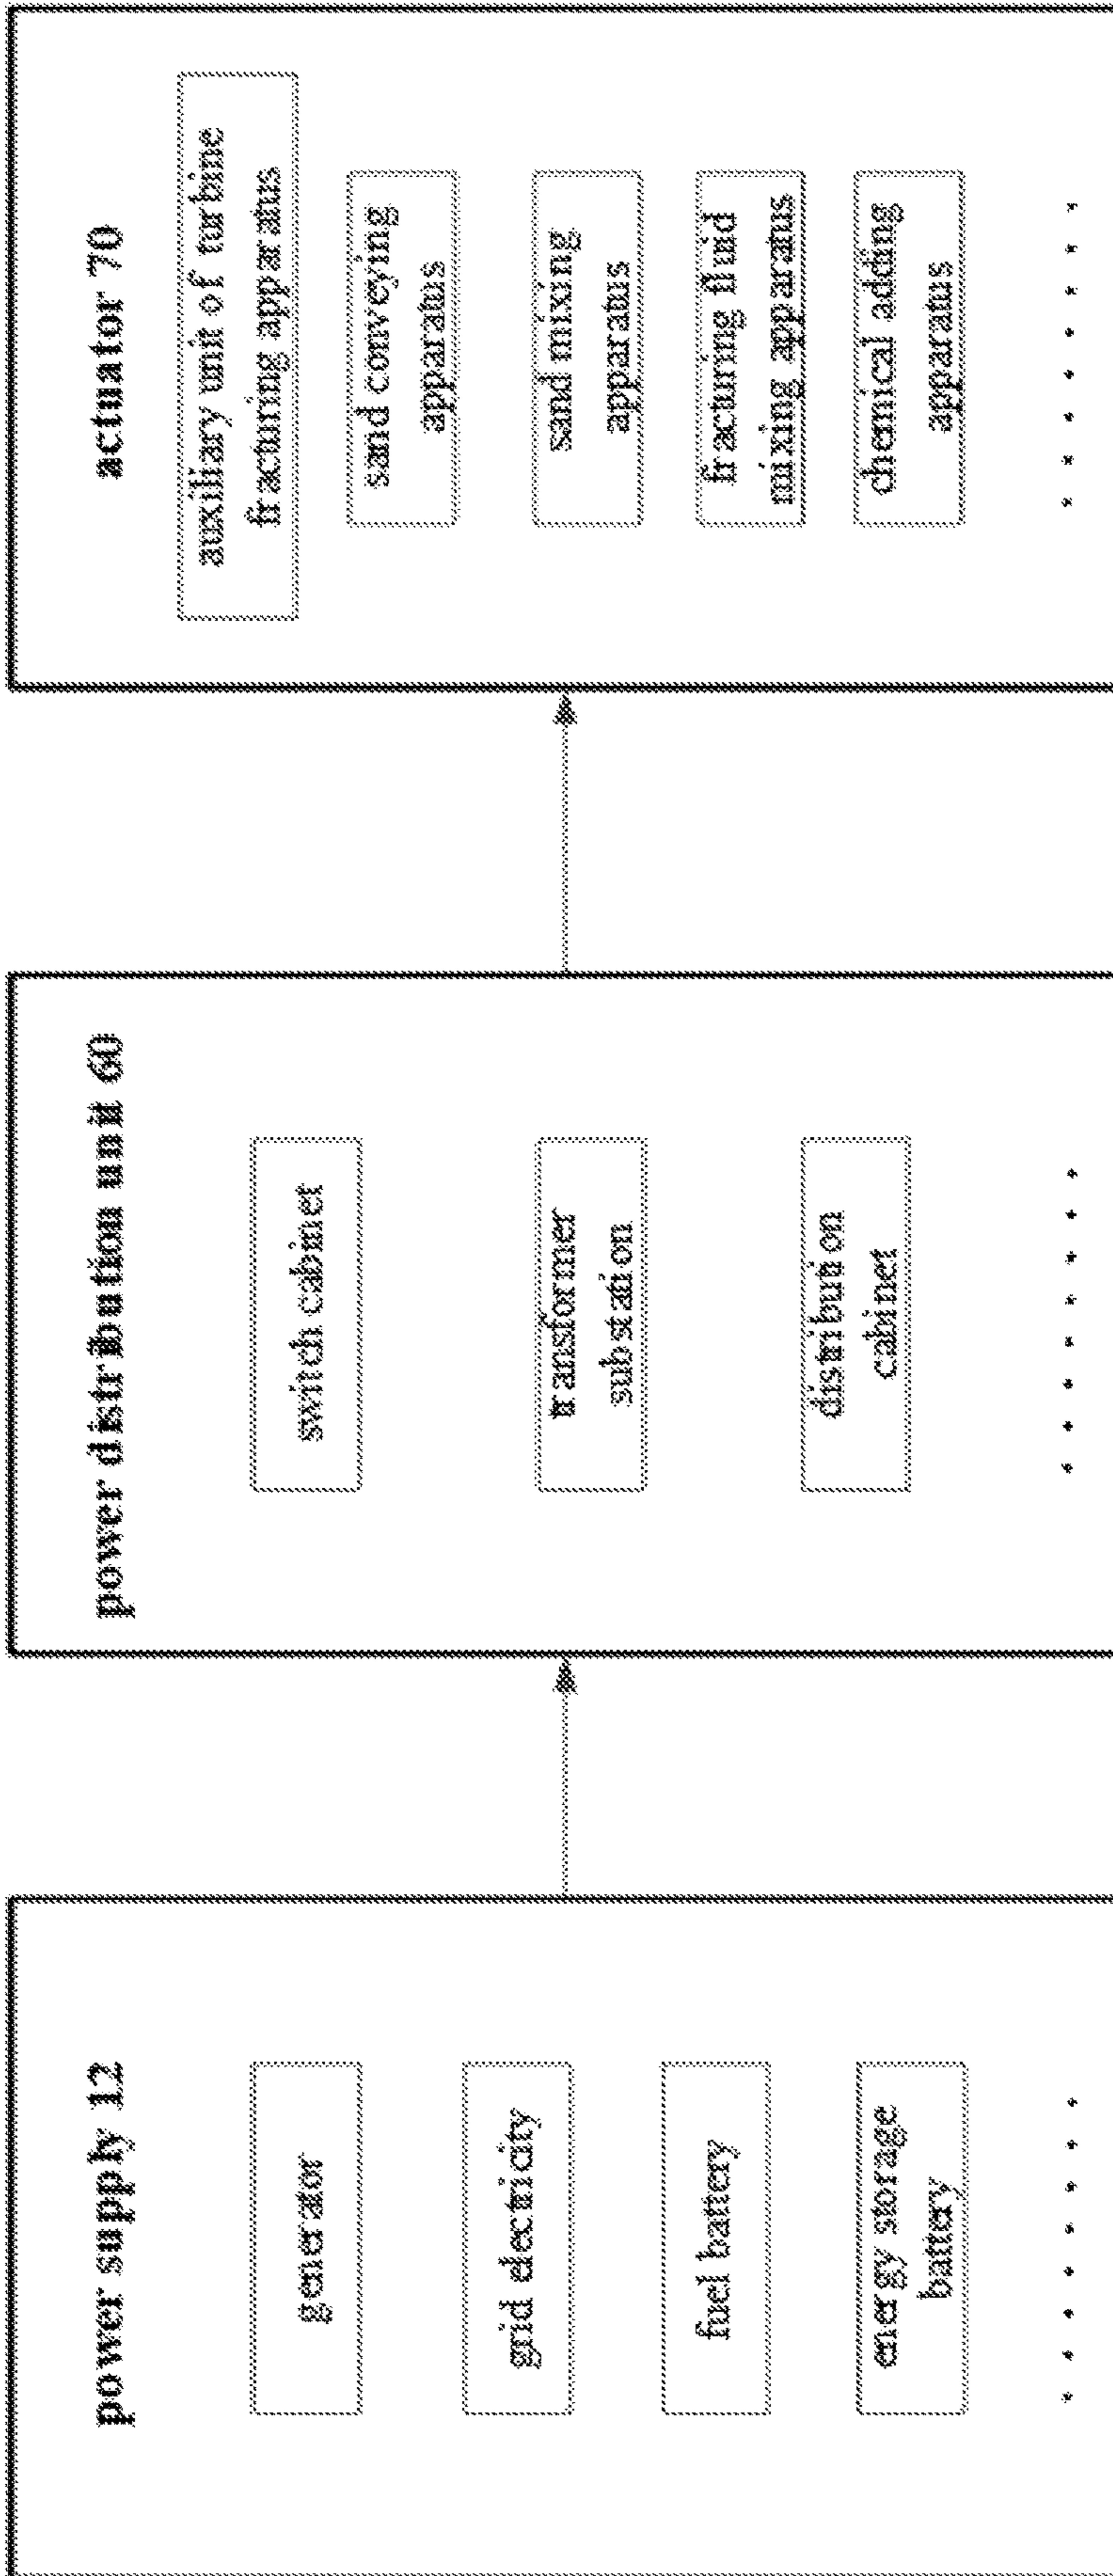 power supply 12
generator
grid electricity
fuel battery
energy storage
battery
power distribution unit 60
switch cabinet
transformer
substation
distribution
cabinet
actuator 70
auxiliary unit of turbine
fracturing apparatus
sand conveying
apparatus
sand mixing
apparatus
fracturing fluid
mixing apparatus
chemical adding
apparatus